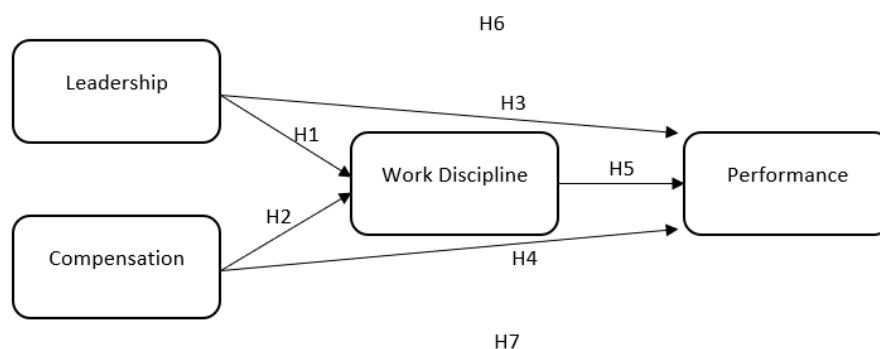 H6
Leadership
H3
H1
Work Discipline
H5
Performance
H2
Compensation
H4
H7